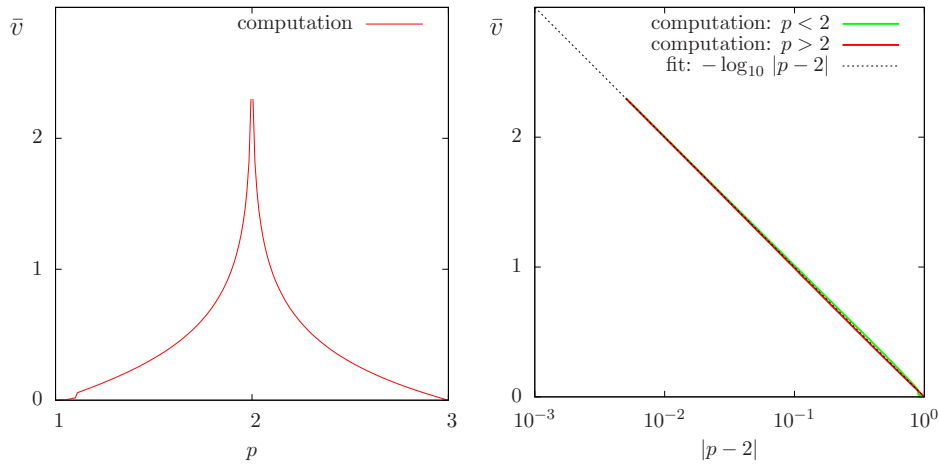 v̄
computation
2
1
0
1
2
3
p
v̄
computation: p < 2
computation: p > 2
fit: − log₁₀ |p − 2|
2
1
0
10⁻³
10⁻²
10⁻¹
10⁰
|p − 2|